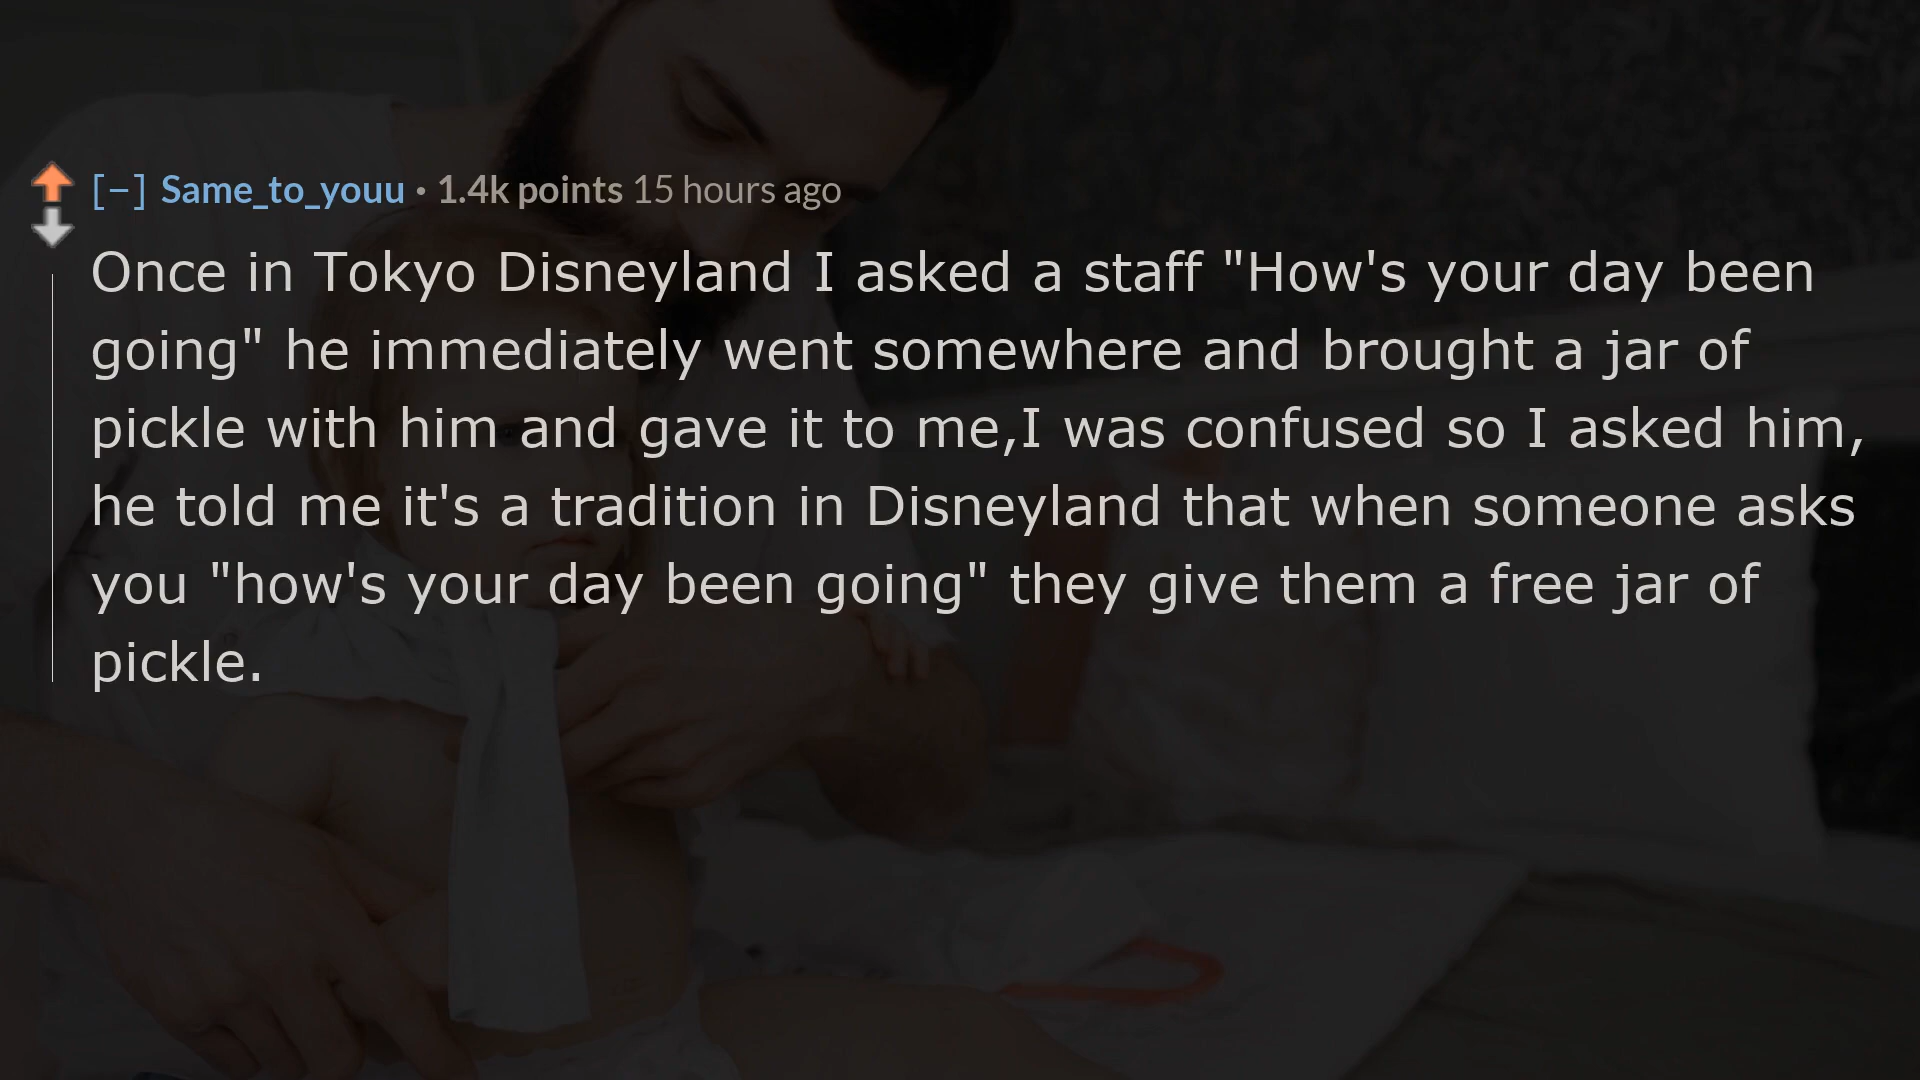 [–] Same_to_youu • 1.4k points 15 hours ago
Once in Tokyo Disneyland I asked a staff "How's your day been
going" he immediately went somewhere and brought a jar of
pickle with him and gave it to me,I was confused so I asked him,
he told me it's a tradition in Disneyland that when someone asks
you "how's your day been going" they give them a free jar of
pickle.